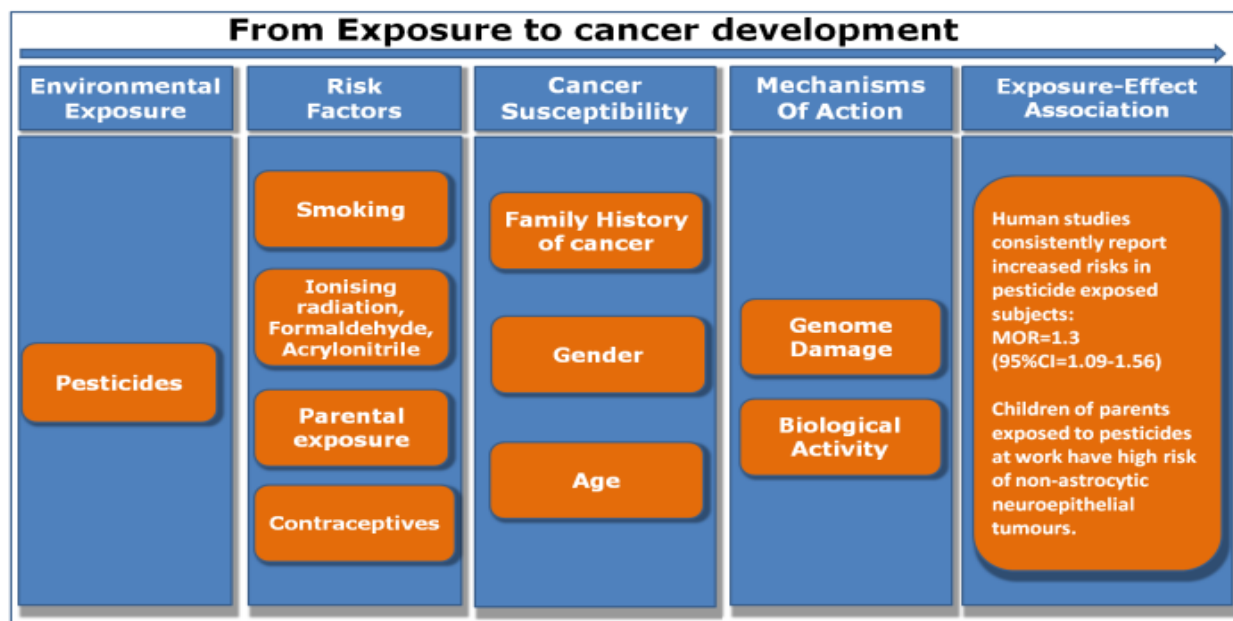 From Exposure to cancer development
Environmental
Exposure
Risk
Factors
Cancer
Susceptibility
Mechanisms
Of Action
Exposure-Effect
Association
Pesticides
Smoking
Ionising
radiation,
Formaldehyde,
Acrylonitrile
Parental
exposure
Contraceptives
Family History
of cancer
Gender
Age
Genome
Damage
Biological
Activity
Human studies
consistently report
increased risks in
pesticide exposed
subjects:
MOR=1.3
(95%CI=1.09-1.56)
Children of parents
exposed to pesticides
at work have high risk
of non-astrocytic
neuroepithelial
tumours.